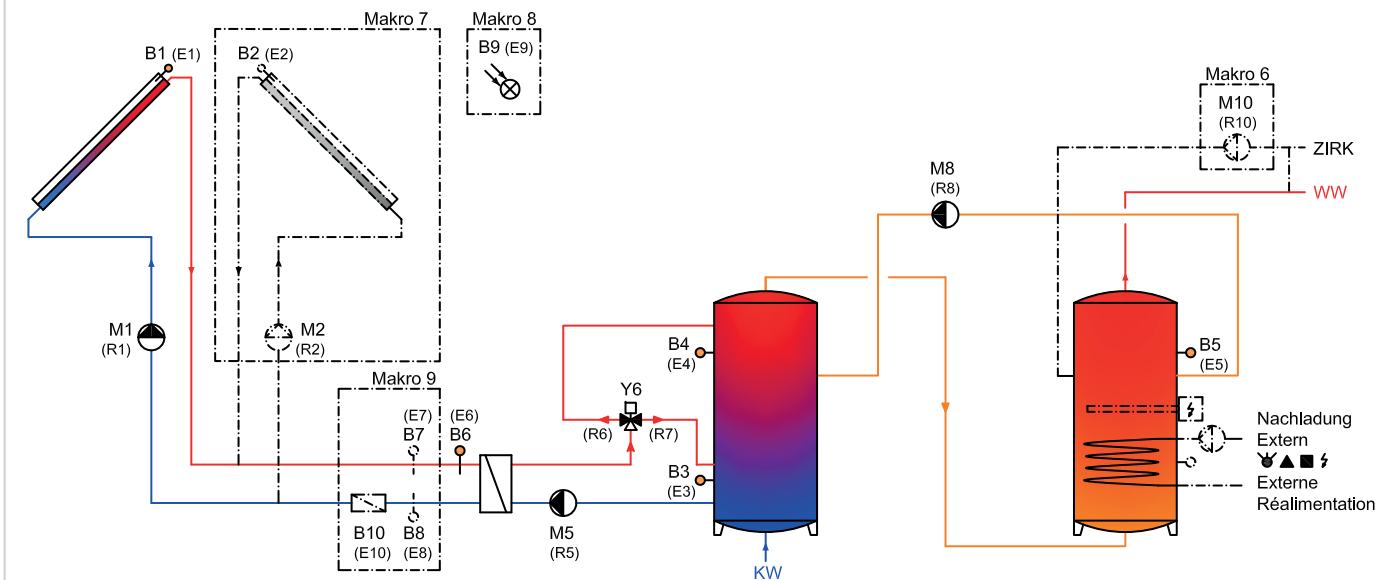 Makro 7
Makro 8
B1 (E1)
B2 (E2)
B9 (E9)
Makro 6
M10
(R10)
ZIRK
WW
M8
(R8)
M1
(R1)
M2
(R2)
B4
(E4)
B5
(E5)
Makro 9
Y6
(R6)
(R7)
(E7)
B7
(E6)
B6
B3
(E3)
Nachladung
Extern
Externe
Réalimentation
B10
(E10)
B8
(E8)
M5
(R5)
KW